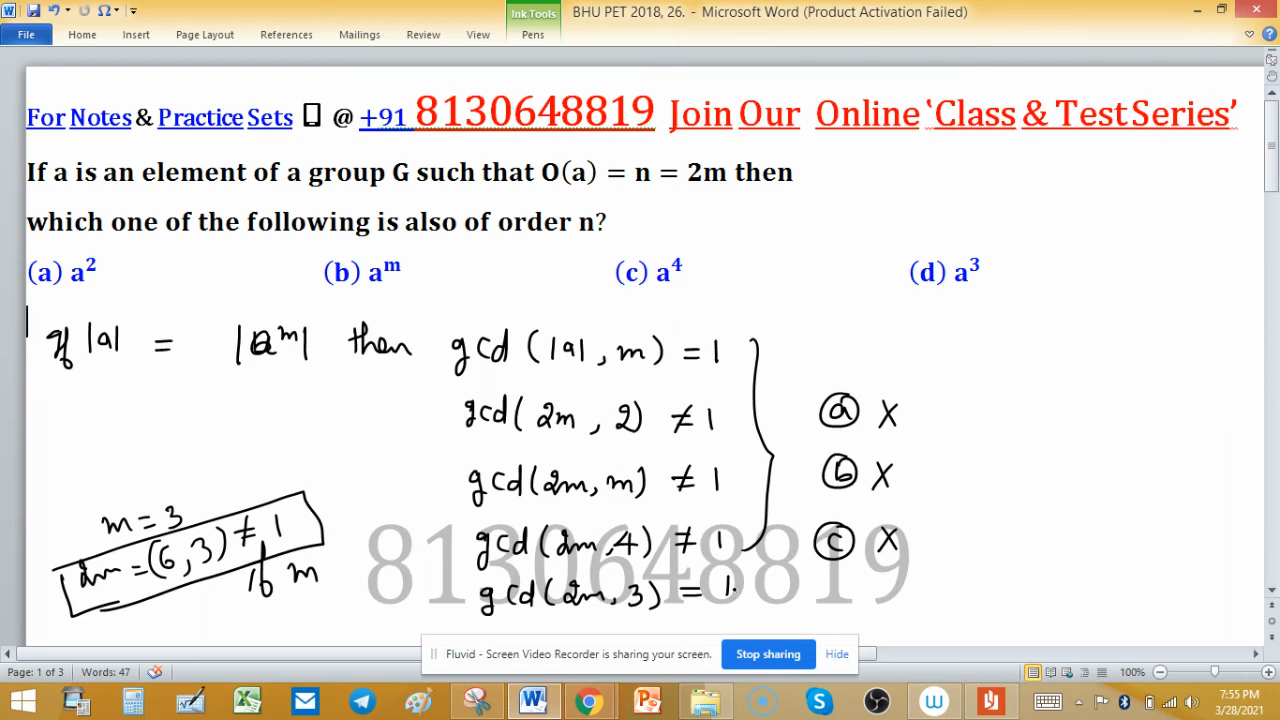 BHU PET 2018, 26. - Microsoft Word (Product Activation Failed)
Ink Tools
File Home Insert Page Layout References Mailings Review View Pens
For Notes & Practice Sets @ +91 8130648819 Join Our Online 'Class & Test Series'
If a is an element of a group G such that O(a) = n = 2m then
which one of the following is also of order n?
(a) a² (b) aᵐ (c) a⁴ (d) a³
If |a| = |aᵐ| then gcd(|a|, m) = 1
gcd(2m, 2) ≠ 1 (a) X
gcd(2m, m) ≠ 1 (b) X
gcd(2m, 4) ≠ 1 (c) X
gcd(2m, 3) = 1.
m = 3
2m = (6, 3) ≠ 1
m
8130648819
Fluvid - Screen Video Recorder is sharing your screen. Stop sharing Hide
Page: 1 of 3 Words: 47 100%
7:55 PM
3/28/2021